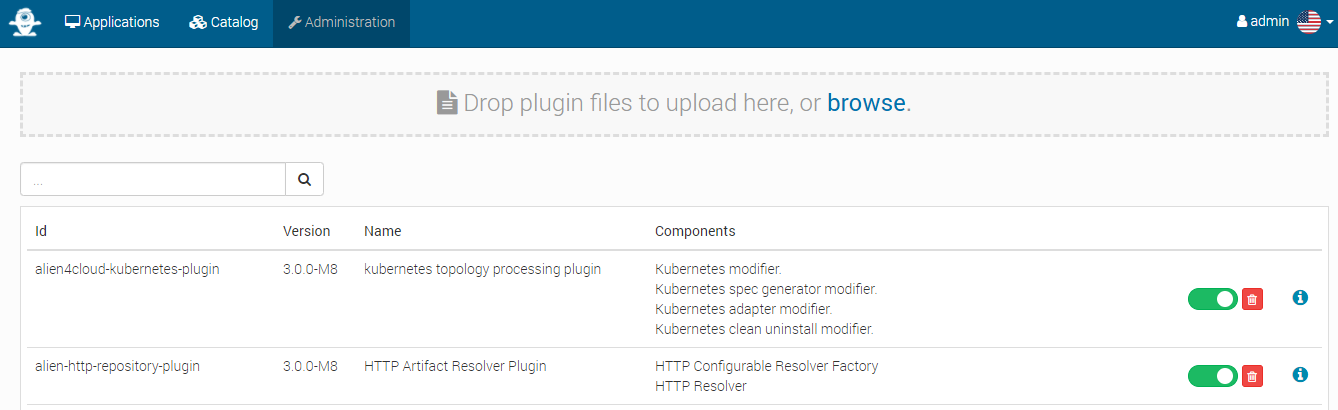 Applications Catalog Administration admin
Drop plugin files to upload here, or browse.
...
Id Version Name Components
alien4cloud-kubernetes-plugin 3.0.0-M8 kubernetes topology processing plugin Kubernetes modifier.
Kubernetes spec generator modifier.
Kubernetes adapter modifier.
Kubernetes clean uninstall modifier.
alien-http-repository-plugin 3.0.0-M8 HTTP Artifact Resolver Plugin HTTP Configurable Resolver Factory
HTTP Resolver